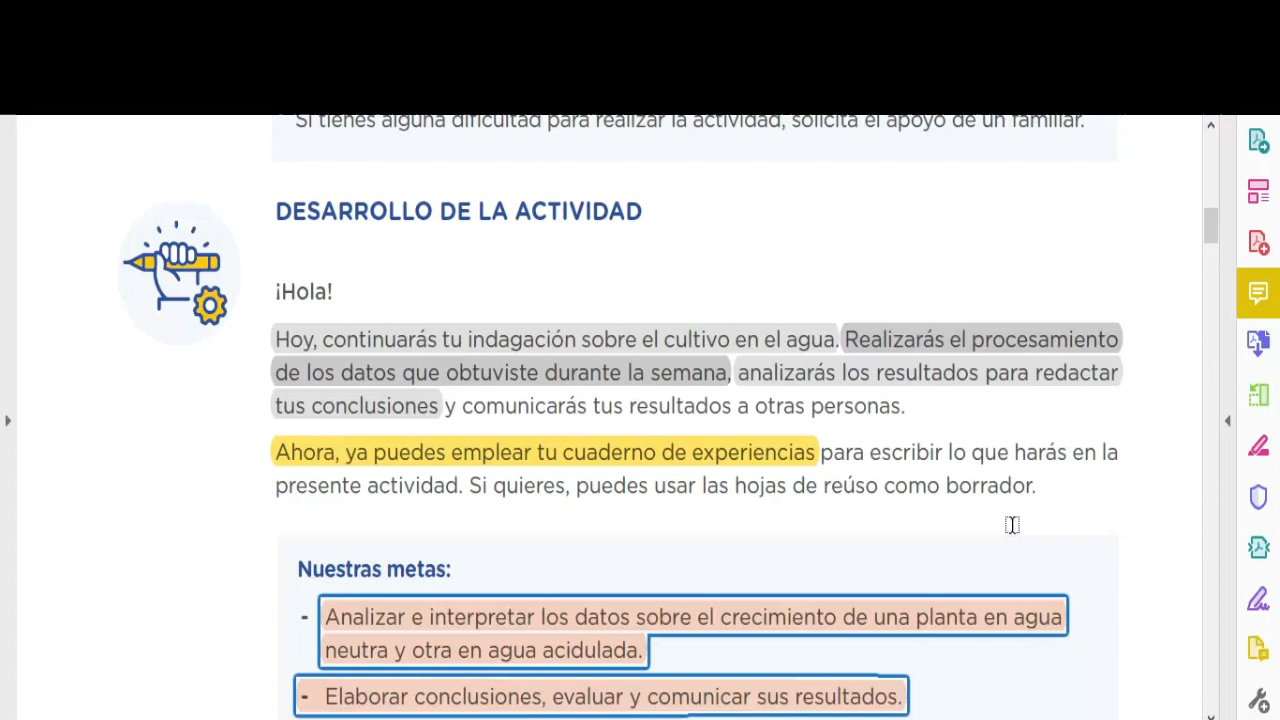 Si tienes alguna dificultad para realizar la actividad, solicita el apoyo de un familiar.
DESARROLLO DE LA ACTIVIDAD
¡Hola!
Hoy, continuarás tu indagación sobre el cultivo en el agua. Realizarás el procesamiento
de los datos que obtuviste durante la semana, analizarás los resultados para redactar
tus conclusiones y comunicarás tus resultados a otras personas.
Ahora, ya puedes emplear tu cuaderno de experiencias para escribir lo que harás en la
presente actividad. Si quieres, puedes usar las hojas de reúso como borrador.
Nuestras metas:
- Analizar e interpretar los datos sobre el crecimiento de una planta en agua
neutra y otra en agua acidulada.
- Elaborar conclusiones, evaluar y comunicar sus resultados.